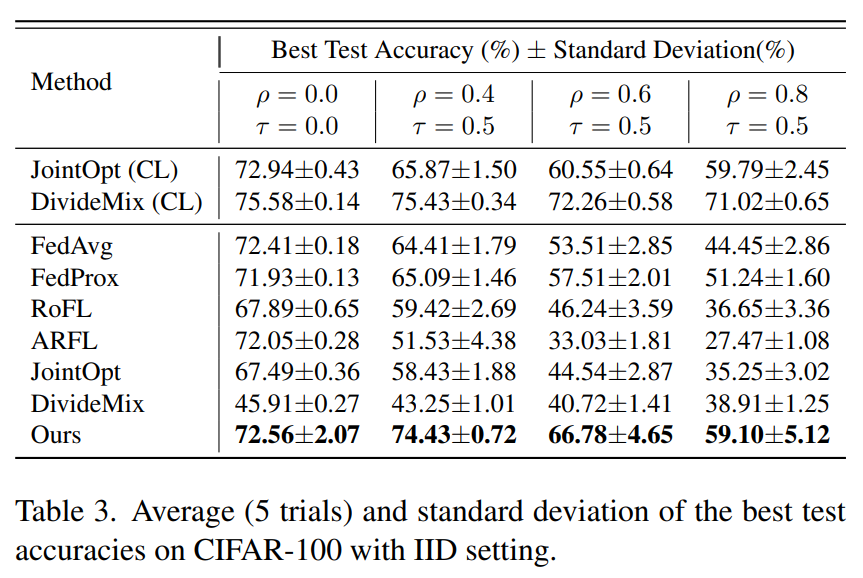 Method Best Test Accuracy (%) ± Standard Deviation(%)
ρ = 0.0 ρ = 0.4 ρ = 0.6 ρ = 0.8
τ = 0.0 τ = 0.5 τ = 0.5 τ = 0.5
JointOpt (CL) 72.94±0.43 65.87±1.50 60.55±0.64 59.79±2.45
DivideMix (CL) 75.58±0.14 75.43±0.34 72.26±0.58 71.02±0.65
FedAvg 72.41±0.18 64.41±1.79 53.51±2.85 44.45±2.86
FedProx 71.93±0.13 65.09±1.46 57.51±2.01 51.24±1.60
RoFL 67.89±0.65 59.42±2.69 46.24±3.59 36.65±3.36
ARFL 72.05±0.28 51.53±4.38 33.03±1.81 27.47±1.08
JointOpt 67.49±0.36 58.43±1.88 44.54±2.87 35.25±3.02
DivideMix 45.91±0.27 43.25±1.01 40.72±1.41 38.91±1.25
Ours 72.56±2.07 74.43±0.72 66.78±4.65 59.10±5.12
Table 3. Average (5 trials) and standard deviation of the best test
accuracies on CIFAR-100 with IID setting.